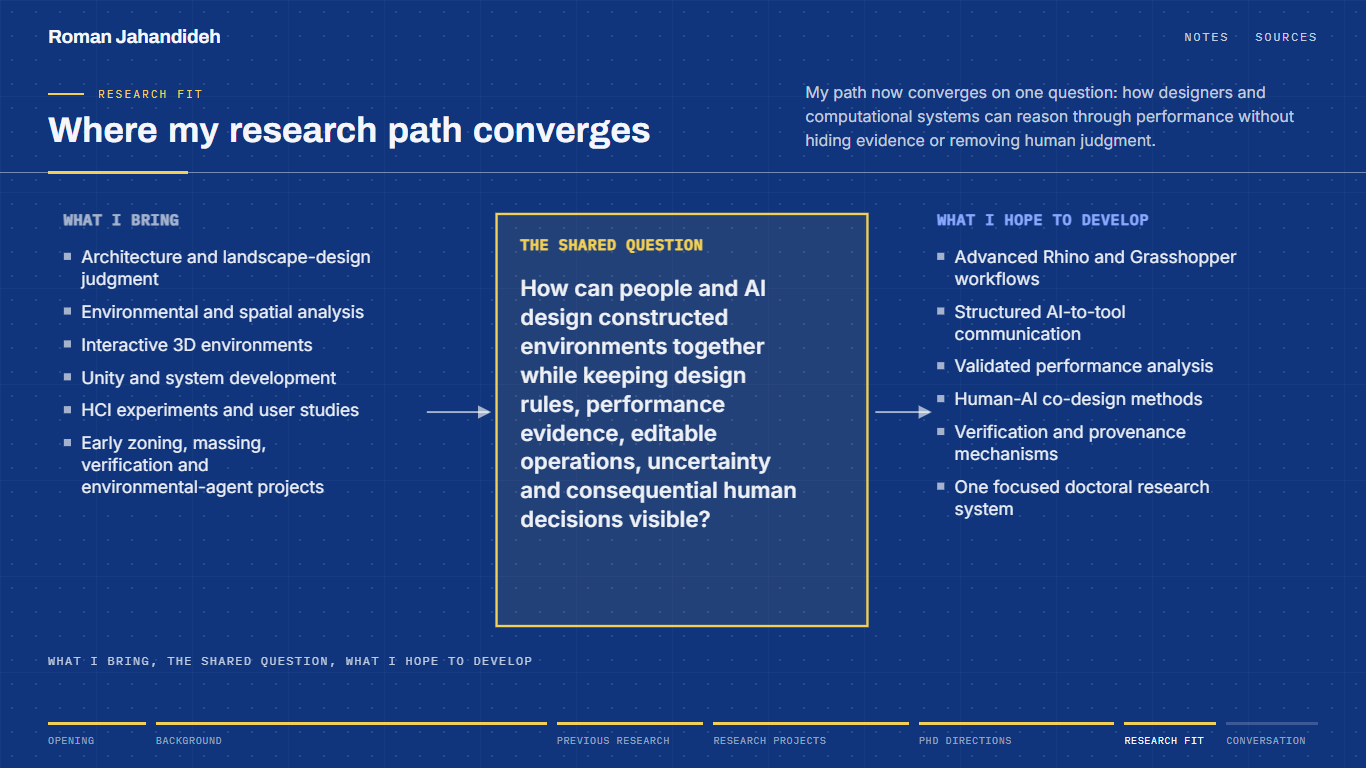 Roman Jahandideh
NOTES SOURCES
RESEARCH FIT
Where my research path converges
My path now converges on one question: how designers and
computational systems can reason through performance without
hiding evidence or removing human judgment.
WHAT I BRING
Architecture and landscape-design
judgment
Environmental and spatial analysis
Interactive 3D environments
Unity and system development
HCI experiments and user studies
Early zoning, massing,
verification and
environmental-agent projects
THE SHARED QUESTION
How can people and AI
design constructed
environments together
while keeping design
rules, performance
evidence, editable
operations, uncertainty
and consequential human
decisions visible?
WHAT I HOPE TO DEVELOP
Advanced Rhino and Grasshopper
workflows
Structured AI-to-tool
communication
Validated performance analysis
Human-AI co-design methods
Verification and provenance
mechanisms
One focused doctoral research
system
WHAT I BRING, THE SHARED QUESTION, WHAT I HOPE TO DEVELOP
OPENING BACKGROUND PREVIOUS RESEARCH RESEARCH PROJECTS PHD DIRECTIONS RESEARCH FIT CONVERSATION